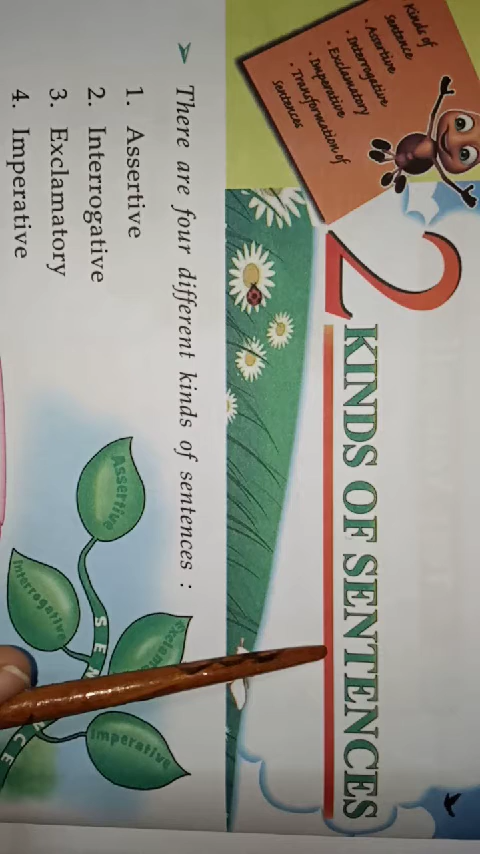 Kinds of
Sentence
• Assertive
• Interrogative
• Exclamatory
• Imperative
• Transformation of
Sentences
2 KINDS OF SENTENCES
➤ There are four different kinds of sentences :
1. Assertive
2. Interrogative
3. Exclamatory
4. Imperative
Assertive
Interrogative
Imperative